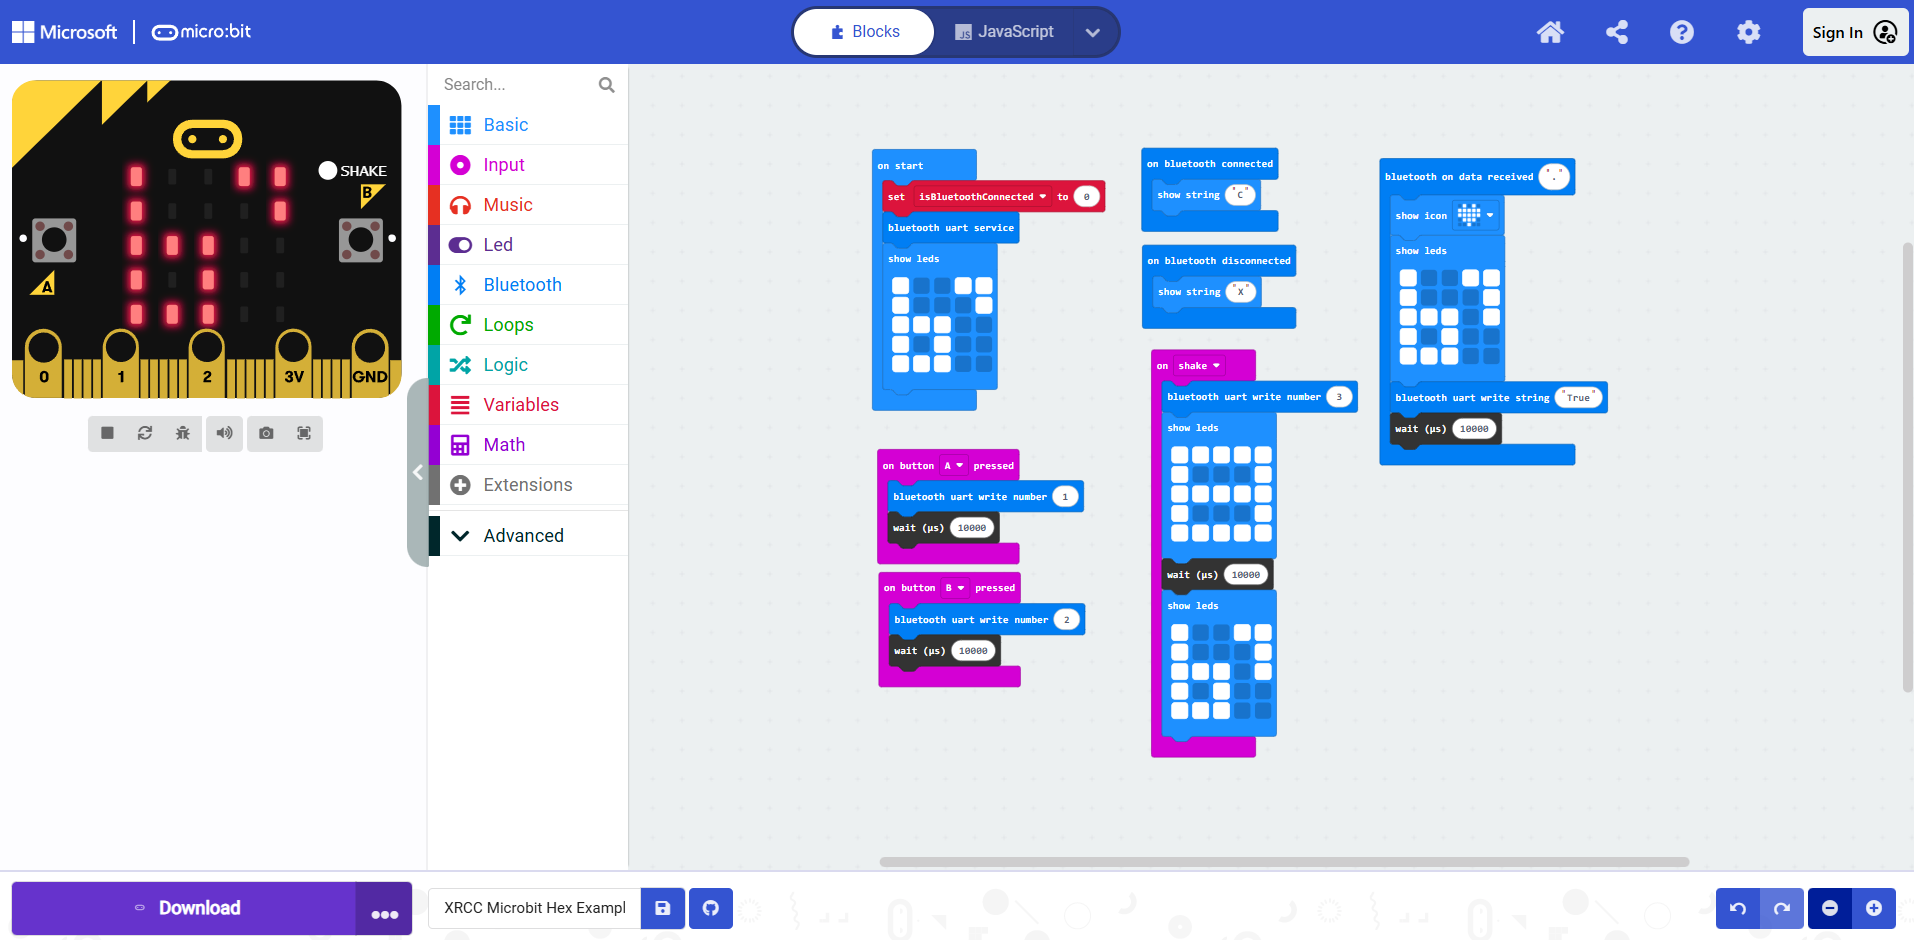 Microsoft
micro:bit
Blocks
JavaScript
Sign In
SHAKE
B
A
0 1 2 3V GND
Search...
Basic
Input
Music
Led
Bluetooth
Loops
Logic
Variables
Math
Extensions
Advanced
on start
set isBluetoothConnected to 0
bluetooth uart service
show leds
on button A pressed
bluetooth uart write number 1
wait (µs) 10000
on button B pressed
bluetooth uart write number 2
wait (µs) 10000
on bluetooth connected
show string "C"
on bluetooth disconnected
show string "X"
on shake
bluetooth uart write number 3
show leds
wait (µs) 10000
show leds
bluetooth on data received "."
show icon
show leds
bluetooth uart write string "True"
wait (µs) 10000
Download
XRCC Microbit Hex Exampl